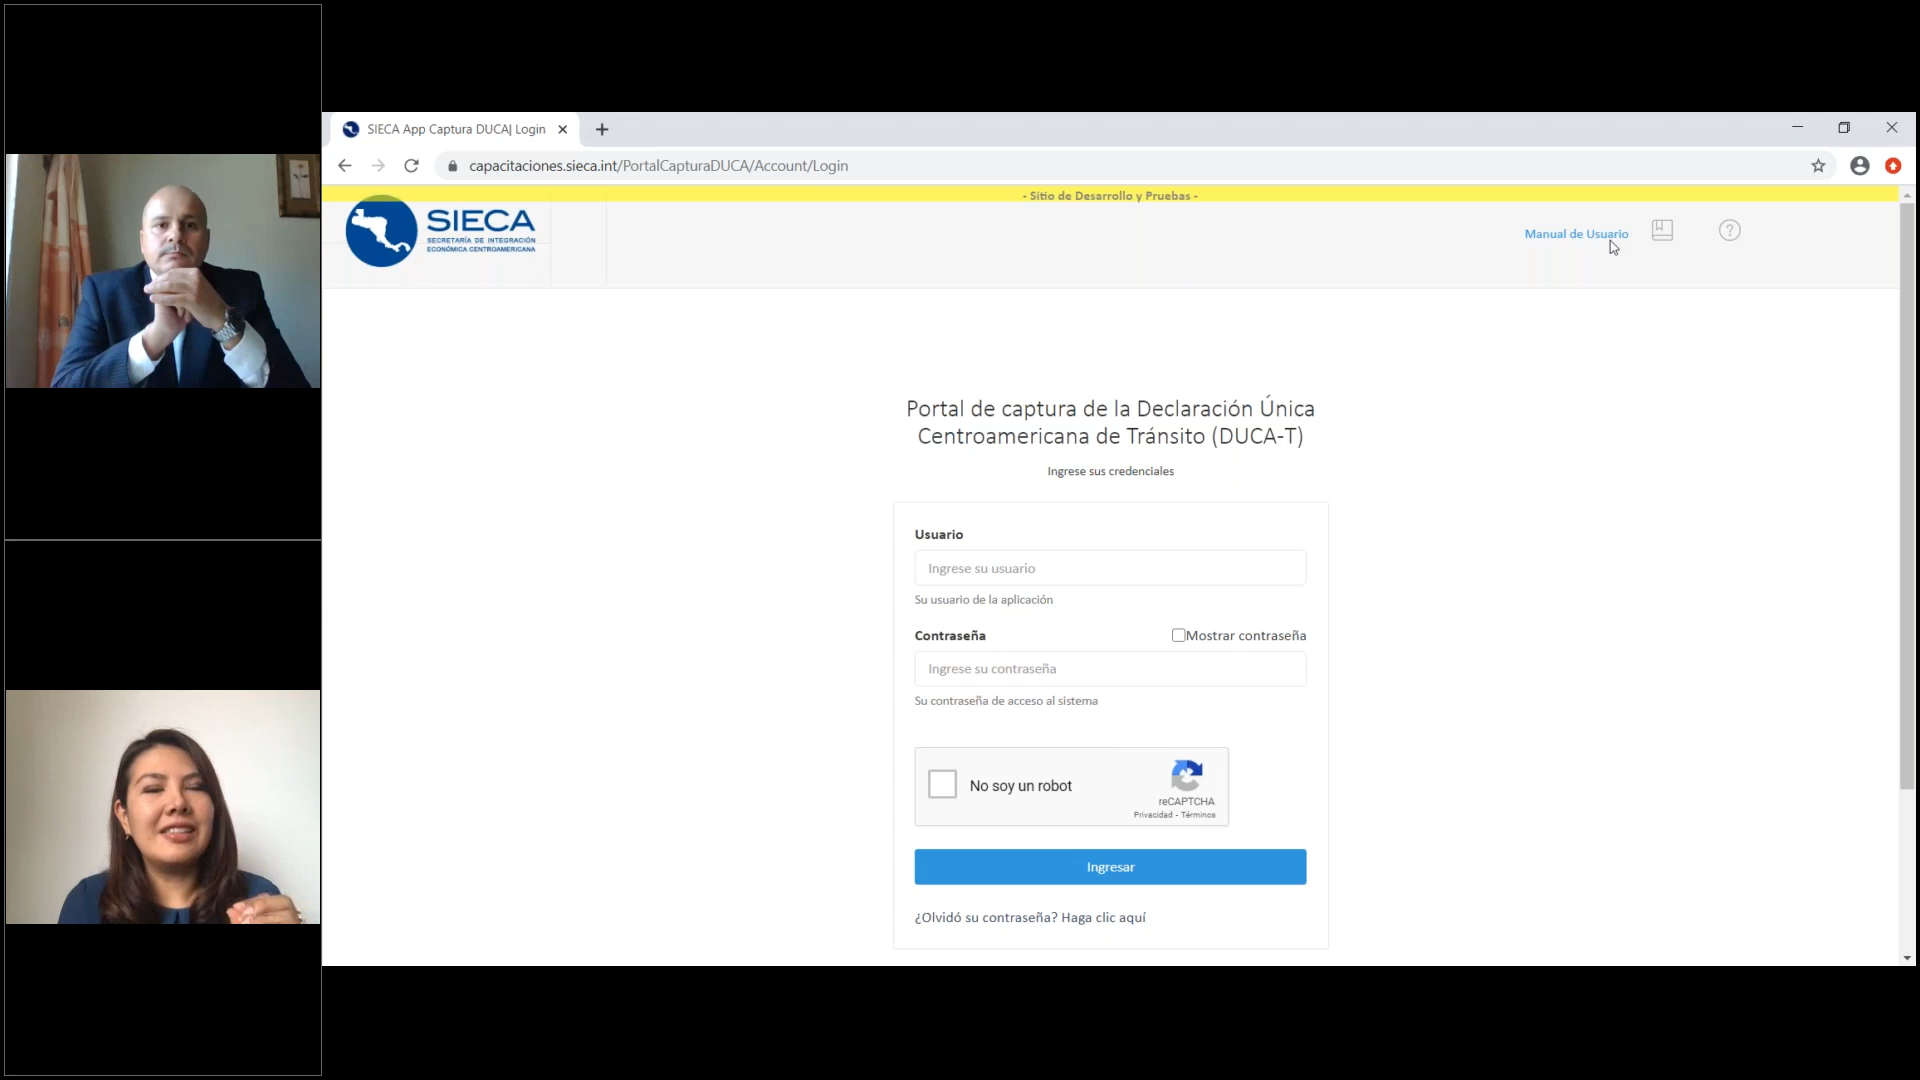 SIECA App Captura DUCA| Login
capacitaciones.sieca.int/PortalCapturaDUCA/Account/Login
- Sitio de Desarrollo y Pruebas -
SIECA
SECRETARÍA DE INTEGRACIÓN
ECONÓMICA CENTROAMERICANA
Manual de Usuario
?
Portal de captura de la Declaración Única
Centroamericana de Tránsito (DUCA-T)
Ingrese sus credenciales
Usuario
Ingrese su usuario
Su usuario de la aplicación
Contraseña
Mostrar contraseña
Ingrese su contraseña
Su contraseña de acceso al sistema
No soy un robot
reCAPTCHA
Privacidad - Términos
Ingresar
¿Olvidó su contraseña? Haga clic aquí